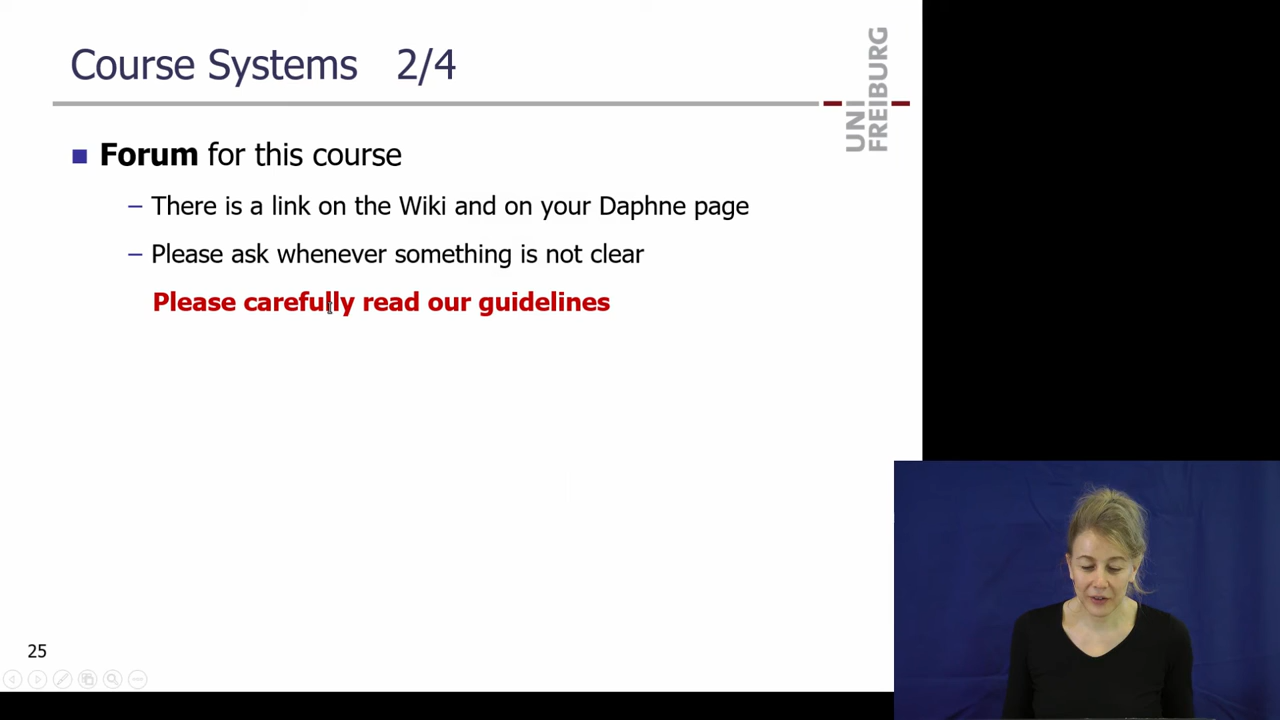 Course Systems 2/4
UNI
FREIBURG
Forum for this course
– There is a link on the Wiki and on your Daphne page
– Please ask whenever something is not clear
Please carefully read our guidelines
25